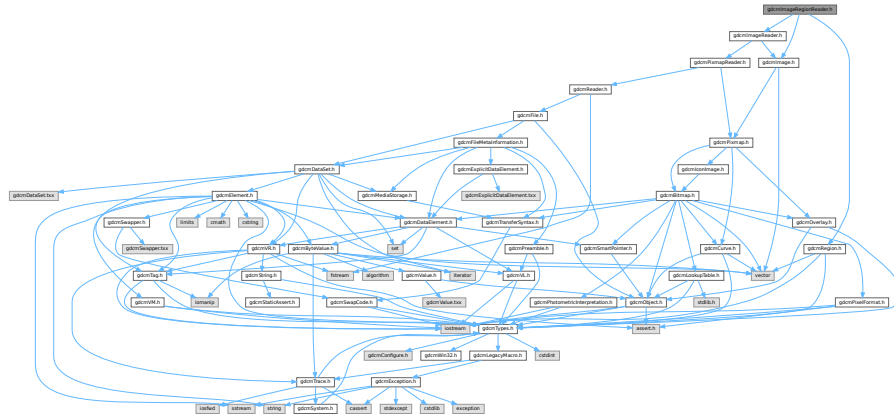 gdcmImageRegionReader.h
gdcmImageReader.h
gdcmPixmapReader.h
gdcmImage.h
gdcmReader.h
gdcmFile.h
gdcmFileMetaInformation.h
gdcmPixmap.h
gdcmDataSet.h
gdcmExplicitDataElement.h
gdcmIconImage.h
gdcmDataSet.txx
gdcmElement.h
gdcmMediaStorage.h
gdcmExplicitDataElement.txx
gdcmBitmap.h
gdcmSwapper.h
limits
cmath
cstring
gdcmDataElement.h
gdcmTransferSyntax.h
gdcmOverlay.h
gdcmSwapper.txx
gdcmVR.h
gdcmByteValue.h
set
gdcmPreamble.h
gdcmSmartPointer.h
gdcmCurve.h
gdcmRegion.h
gdcmTag.h
gdcmString.h
fstream
algorithm
gdcmValue.h
iterator
gdcmVL.h
gdcmLookupTable.h
vector
gdcmVM.h
iomanip
gdcmStaticAssert.h
gdcmSwapCode.h
gdcmValue.txx
gdcmPhotometricInterpretation.h
gdcmObject.h
stdlib.h
gdcmPixelFormat.h
iostream
gdcmTypes.h
assert.h
gdcmConfigure.h
gdcmWin32.h
gdcmLegacyMacro.h
cstdint
gdcmTrace.h
gdcmException.h
iosfwd
sstream
string
gdcmSystem.h
cassert
stdexcept
cstdlib
exception